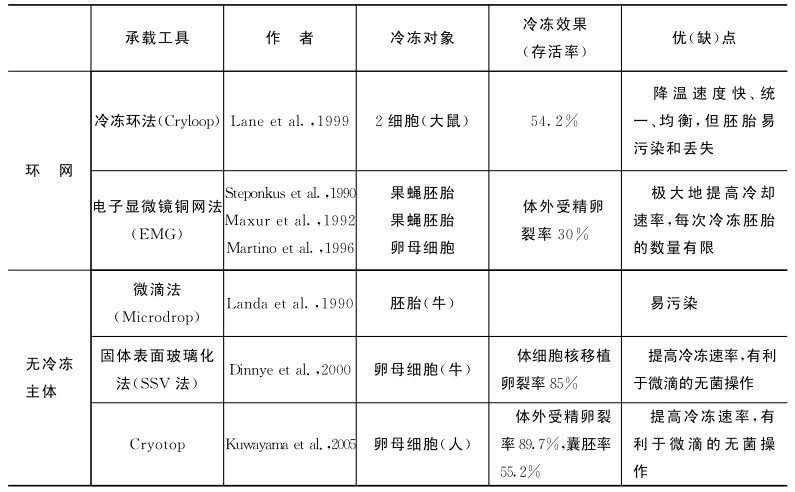 承载工具
作 者
冷冻对象
冷冻效果
(存活率)
优(缺)点
环 网
冷冻环法(Cryloop)
Lane et al.,1999
2细胞(大鼠)
54.2%
降温速度快、统
一、均衡,但胚胎易
污染和丢失
电子显微镜铜网法
(EMG)
Steponkus et al.,1990
Maxur et al.,1992
Martino et al.,1996
果蝇胚胎
果蝇胚胎
卵母细胞
体外受精卵
裂率30%
极大地提高冷却
速率,每次冷冻胚胎
的数量有限
无冷冻
主体
微滴法
(Microdrop)
Landa et al.,1990
胚胎(牛)
易污染
固体表面玻璃化
法(SSV法)
Dinnye et al.,2000
卵母细胞(牛)
体细胞核移植
卵裂率85%
提高冷冻速率,有利
于微滴的无菌操作
Cryotop
Kuwayama et al.,2005
卵母细胞(人)
体外受精卵裂
率89.7%,囊胚率
55.2%
提高冷冻速率,有
利于微滴的无菌操
作